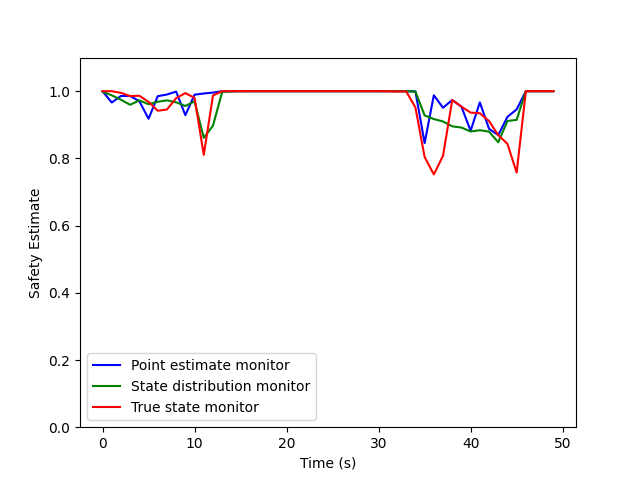 1.0
0.8
0.6
0.4
0.2
0.0
Safety Estimate
Point estimate monitor
State distribution monitor
True state monitor
0 10 20 30 40 50
Time (s)